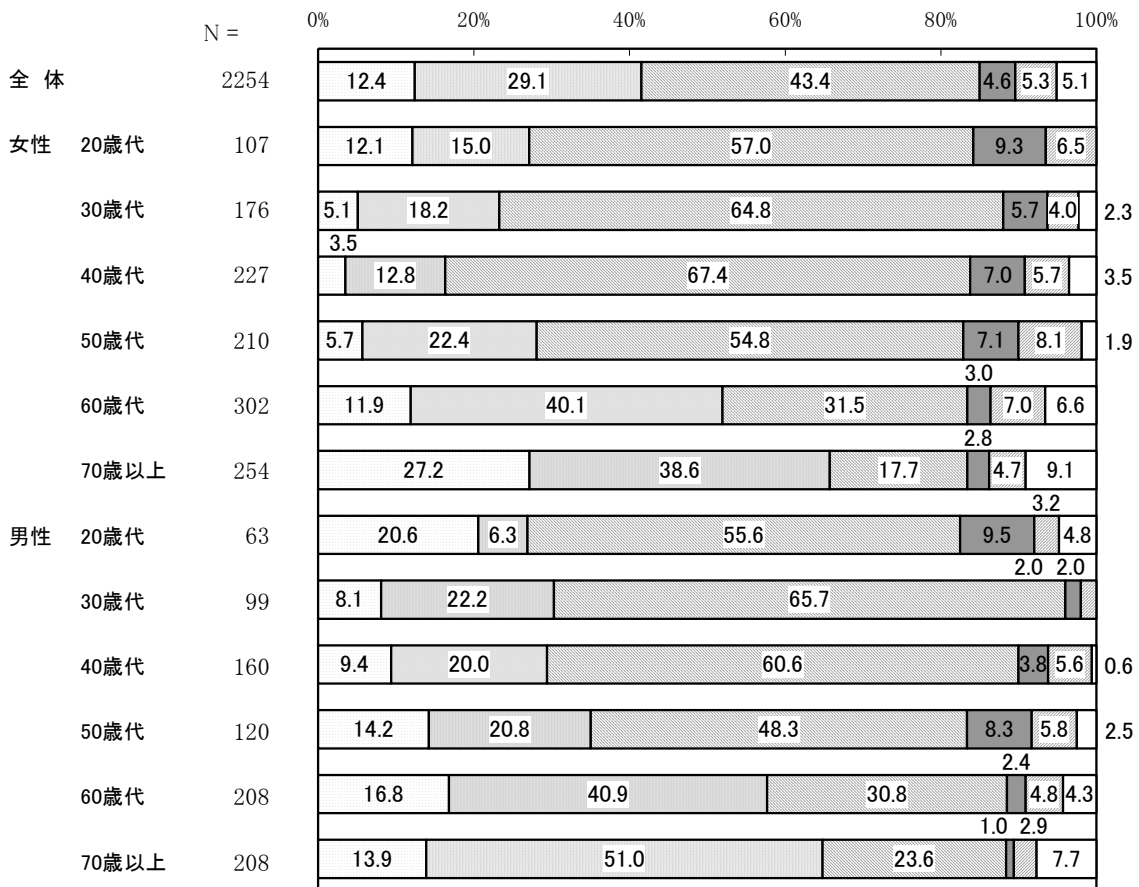 0% 20% 40% 60% 80% 100%
N =
全 体 2254 12.4 29.1 43.4 4.6 5.3 5.1
女性 20歳代 107 12.1 15.0 57.0 9.3 6.5
30歳代 176 5.1 18.2 64.8 5.7 4.0 2.3
3.5
40歳代 227 12.8 67.4 7.0 5.7 3.5
50歳代 210 5.7 22.4 54.8 7.1 8.1 1.9
3.0
60歳代 302 11.9 40.1 31.5 7.0 6.6
2.8
70歳以上 254 27.2 38.6 17.7 4.7 9.1
3.2
男性 20歳代 63 20.6 6.3 55.6 9.5 4.8
2.0 2.0
30歳代 99 8.1 22.2 65.7
40歳代 160 9.4 20.0 60.6 3.8 5.6 0.6
50歳代 120 14.2 20.8 48.3 8.3 5.8 2.5
2.4
60歳代 208 16.8 40.9 30.8 4.8 4.3
1.0 2.9
70歳以上 208 13.9 51.0 23.6 7.7